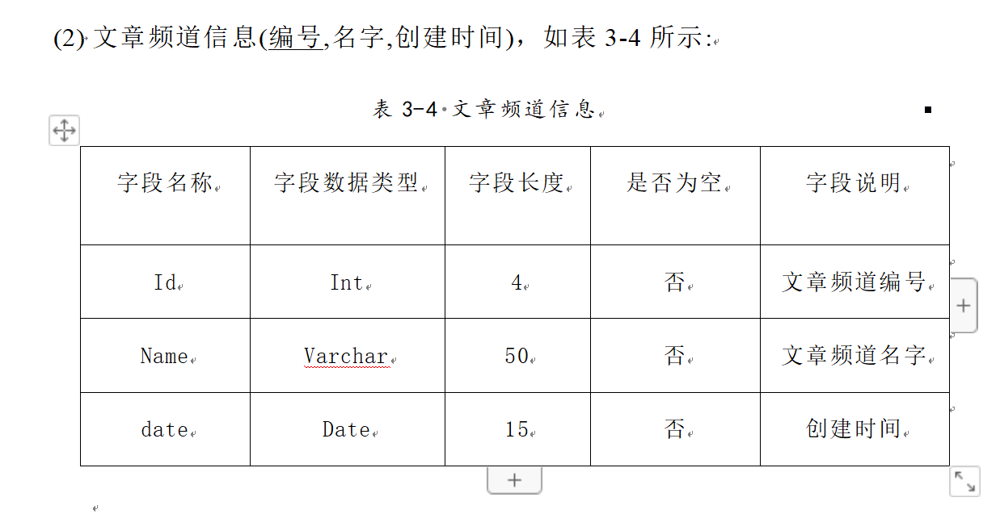 (2) 文章频道信息(编号,名字,创建时间)，如表 3-4 所示:
表 3-4 文章频道信息
字段名称 字段数据类型 字段长度 是否为空 字段说明
Id Int 4 否 文章频道编号
Name Varchar 50 否 文章频道名字
date Date 15 否 创建时间